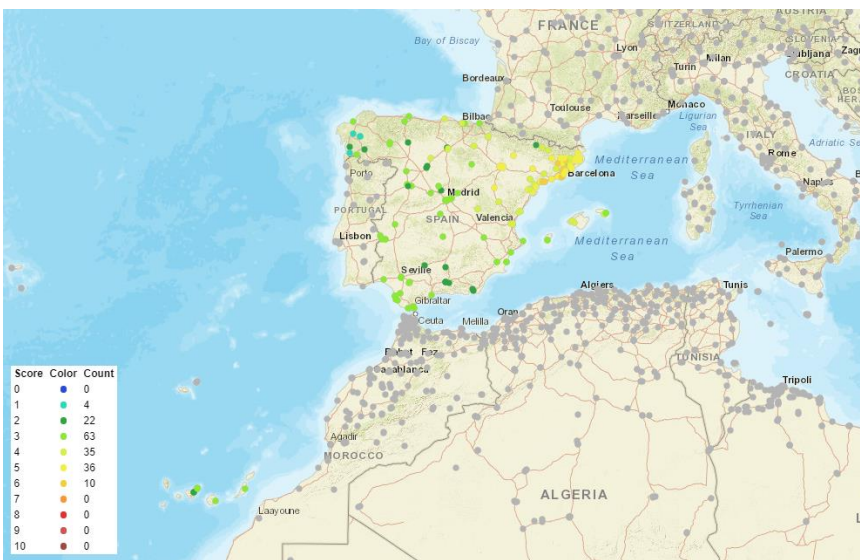 FRANCE
SWITZERLAND
AUSTRIA
SLOVENIA
Ljubljana
Zag
Bay of Biscay
Lyon
Milan
Turin
CROATIA
Bordeaux
BOS
HER
Toulouse
Marseille
Monaco
Ligurian
Sea
Bilbao
ITALY
Adriatic Se
Porto
Mediterranean
Sea
Rome
Barcelona
Naples
Madrid
PORTUGAL
SPAIN
Valencia
Tyrrhenian
Sea
Lisbon
Mediterranean
Sea
Palermo
Seville
Gibraltar
Algiers
Tunis
Ceuta
Melilla
Oran
Rabat
Fez
Casablanca
TUNISIA
Tripoli
Agadir
MOROCCO
Laayoune
ALGERIA
L
Score Color Count
0 0
1 4
2 22
3 63
4 35
5 36
6 10
7 0
8 0
9 0
10 0